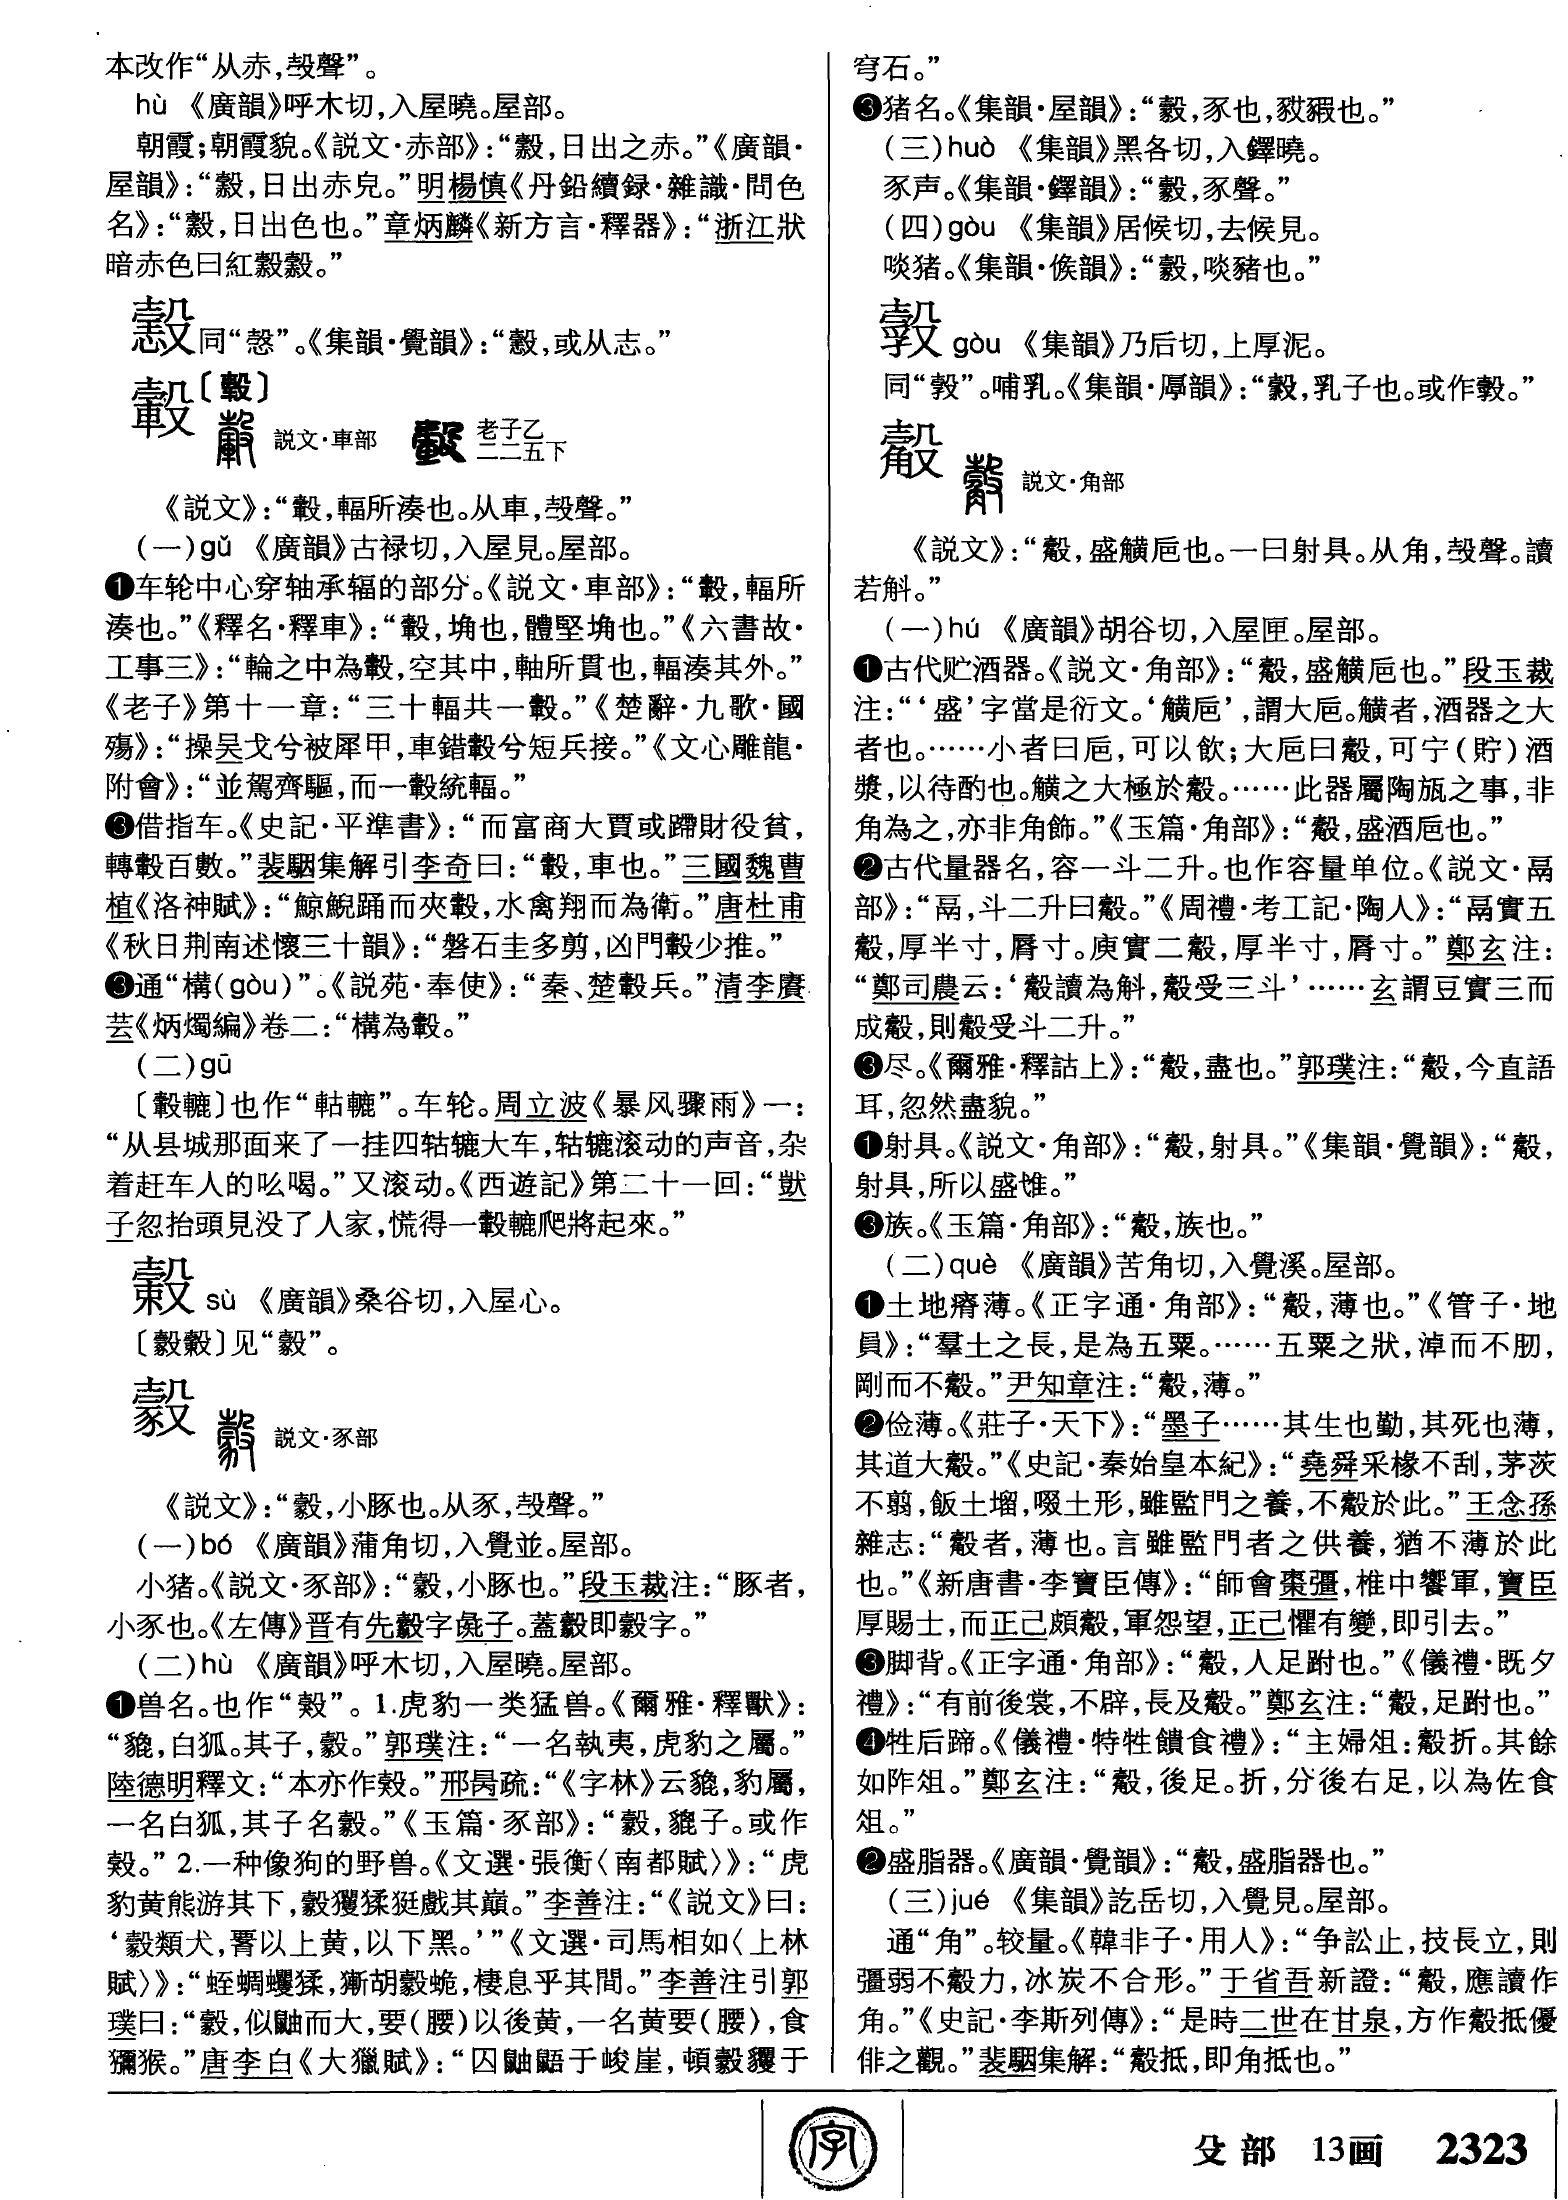 本改作“从赤，㱿聲”。
hù 《廣韻》呼木切，入屋曉。屋部。
朝霞；朝霞貌。《説文·赤部》：“𣫌，日出之赤。”《廣韻·
屋韻》：“𣫌，日出赤皃。”明楊慎《丹鉛續録·雜識·問色
名》：“𣫌，日出色也。”章炳麟《新方言·釋器》：“浙江狀
暗赤色曰紅𣫌𣫌。”
同“愨”。《集韻·覺韻》：“，或从志。”
轂〔轂〕
説文·車部 老子乙
二二五下
《説文》：“轂，輻所湊也。从車，㱿聲。”
（一）gǔ 《廣韻》古禄切，入屋見。屋部。
❶车轮中心穿轴承辐的部分。《説文·車部》：“轂，輻所
湊也。”《釋名·釋車》：“轂，埆也，體堅埆也。”《六書故·
工事三》：“輪之中為轂，空其中，軸所貫也，輻湊其外。”
《老子》第十一章：“三十輻共一轂。”《楚辭·九歌·國
殤》：“操吴戈兮被犀甲，車錯轂兮短兵接。”《文心雕龍·
附會》：“並駕齊驅，而一轂統輻。”
❸借指车。《史記·平準書》：“而富商大賈或蹛財役貧，
轉轂百數。”裴駰集解引李奇曰：“轂，車也。”三國魏曹
植《洛神賦》：“鯨鯢踊而夾轂，水禽翔而為衛。”唐杜甫
《秋日荆南述懷三十韻》：“磐石圭多剪，凶門轂少推。”
❸通“構（gòu）”。《説苑·奉使》：“秦、楚轂兵。”清李賡
芸《炳燭編》卷二：“構為轂。”
（二）gū
〔轂轆〕也作“軲轆”。车轮。周立波《暴风骤雨》一：
“从县城那面来了一挂四轱辘大车，轱辘滚动的声音，杂
着赶车人的吆喝。”又滚动。《西遊記》第二十一回：“獃
子忽抬頭見没了人家，慌得一轂轆爬將起來。”
sù 《廣韻》桑谷切，入屋心。
〔〕见“”。
豰
説文·豕部
《説文》：“豰，小豚也。从豕，㱿聲。”
（一）bó 《廣韻》蒲角切，入覺並。屋部。
小猪。《説文·豕部》：“豰，小豚也。”段玉裁注：“豚者，
小豕也。《左傳》晋有先縠字彘子。蓋縠即豰字。”
（二）hù 《廣韻》呼木切，入屋曉。屋部。
❶兽名。也作“㺉”。1.虎豹一类猛兽。《爾雅·釋獸》：
“貔，白狐。其子，豰。”郭璞注：“一名執夷，虎豹之屬。”
陸德明釋文：“本亦作㺉。”邢昺疏：“《字林》云貔，豹屬，
一名白狐，其子名豰。”《玉篇·豕部》：“豰，貔子。或作
㺉。”2.一种像狗的野兽。《文選·張衡〈南都賦〉》：“虎
豹黄熊游其下，豰玃猱挺戲其巔。”李善注：“《説文》曰：
‘豰類犬，膋以上黄，以下黑。’”《文選·司馬相如〈上林
賦〉》：“蛭蜩蠼猱，獑胡豰蛫，棲息乎其間。”李善注引郭
璞曰：“豰，似鼬而大，要（腰）以後黄，一名黄要（腰），食
獼猴。”唐李白《大獵賦》：“囚鼬鼯于峻崖，頓豰貜于
穹石。”
❸猪名。《集韻·屋韻》：“豰，豕也，豛豭也。”
（三）huò 《集韻》黑各切，入鐸曉。
豕声。《集韻·鐸韻》：“豰，豕聲。”
（四）gòu 《集韻》居候切，去候見。
啖猪。《集韻·候韻》：“豰，啖豬也。”
gòu 《集韻》乃后切，上厚泥。
同“㝅”。哺乳。《集韻·厚韻》：“，乳子也。或作㝅。”
觳
説文·角部
《説文》：“觳，盛觵卮也。一曰射具。从角，㱿聲。讀
若斛。”
（一）hú 《廣韻》胡谷切，入屋匣。屋部。
❶古代贮酒器。《説文·角部》：“觳，盛觵卮也。”段玉裁
注：“‘盛’字當是衍文。‘觵卮’，謂大卮。觵者，酒器之大
者也。……小者曰卮，可以飲；大卮曰觳，可宁（貯）酒
漿，以待酌也。觵之大極於觳。……此器屬陶旊之事，非
角為之，亦非角飾。”《玉篇·角部》：“觳，盛酒卮也。”
❷古代量器名，容一斗二升。也作容量单位。《説文·鬲
部》：“鬲，斗二升曰觳。”《周禮·考工記·陶人》：“鬲實五
觳，厚半寸，脣寸。庾實二觳，厚半寸，脣寸。”鄭玄注：
“鄭司農云：‘觳讀為斛，觳受三斗’……玄謂豆實三而
成觳，則觳受斗二升。”
❸尽。《爾雅·釋詁上》：“觳，盡也。”郭璞注：“觳，今直語
耳，忽然盡貌。”
❶射具。《説文·角部》：“觳，射具。”《集韻·覺韻》：“觳，
射具，所以盛雉。”
❸族。《玉篇·角部》：“觳，族也。”
（二）què 《廣韻》苦角切，入覺溪。屋部。
❶土地瘠薄。《正字通·角部》：“觳，薄也。”《管子·地
員》：“羣土之長，是為五粟。……五粟之狀，淖而不肕，
剛而不觳。”尹知章注：“觳，薄。”
❷俭薄。《莊子·天下》：“墨子……其生也勤，其死也薄，
其道大觳。”《史記·秦始皇本紀》：“堯舜采椽不刮，茅茨
不翦，飯土塯，啜土形，雖監門之養，不觳於此。”王念孫
雜志：“觳者，薄也。言雖監門者之供養，猶不薄於此
也。”《新唐書·李寶臣傳》：“師會棗彊，椎中饗軍，寶臣
厚賜士，而正己頗觳，軍怨望，正己懼有變，即引去。”
❸脚背。《正字通·角部》：“觳，人足跗也。”《儀禮·既夕
禮》：“有前後裳，不辟，長及觳。”鄭玄注：“觳，足跗也。”
❹牲后蹄。《儀禮·特牲饋食禮》：“主婦俎：觳折。其餘
如阼俎。”鄭玄注：“觳，後足。折，分後右足，以為佐食
俎。”
❷盛脂器。《廣韻·覺韻》：“觳，盛脂器也。”
（三）jué 《集韻》訖岳切，入覺見。屋部。
通“角”。较量。《韓非子·用人》：“争訟止，技長立，則
彊弱不觳力，冰炭不合形。”于省吾新證：“觳，應讀作
角。”《史記·李斯列傳》：“是時二世在甘泉，方作觳抵優
俳之觀。”裴駰集解：“觳抵，即角抵也。”
字
殳部 13画 2323